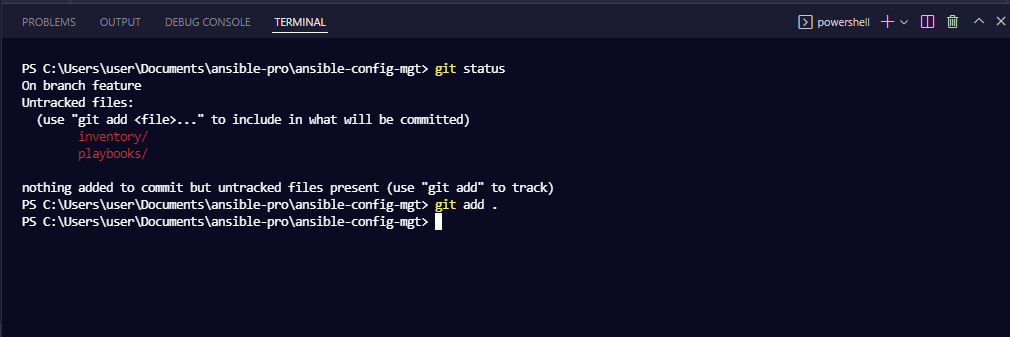 PROBLEMS OUTPUT DEBUG CONSOLE TERMINAL powershell
PS C:\Users\user\Documents\ansible-pro\ansible-config-mgt> git status
On branch feature
Untracked files:
  (use "git add <file>..." to include in what will be committed)
        inventory/
        playbooks/
nothing added to commit but untracked files present (use "git add" to track)
PS C:\Users\user\Documents\ansible-pro\ansible-config-mgt> git add .
PS C:\Users\user\Documents\ansible-pro\ansible-config-mgt>